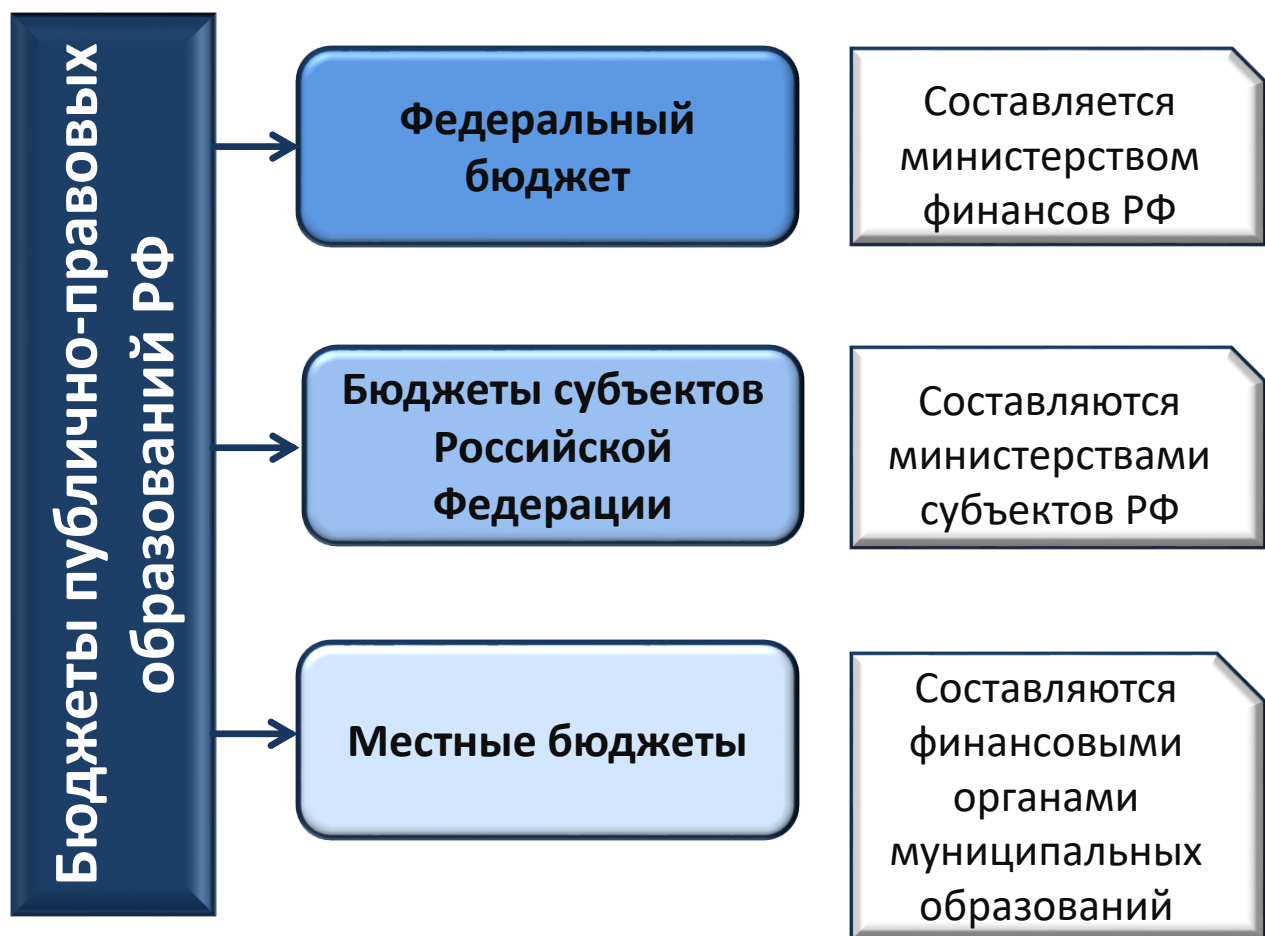 Бюджеты публично-правовых
образований РФ
Федеральный
бюджет
Составляется
министерством
финансов РФ
Бюджеты субъектов
Российской
Федерации
Составляются
министерствами
субъектов РФ
Местные бюджеты
Составляются
финансовыми
органами
муниципальных
образований